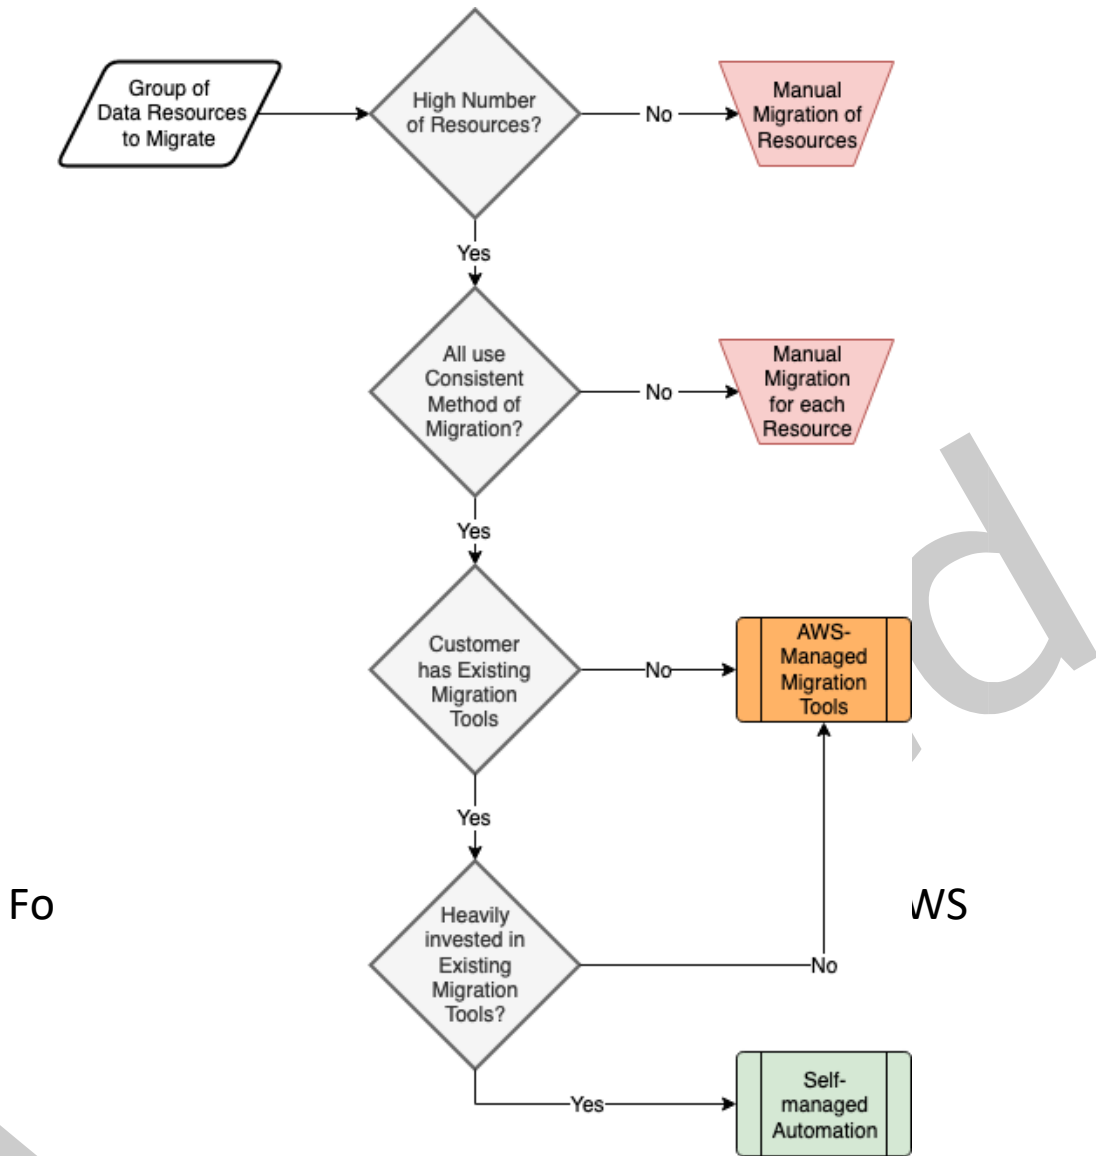 Group of
Data Resources
to Migrate
High Number
of Resources?
No
Manual
Migration of
Resources
Yes
All use
Consistent
Method of
Migration?
No
Manual
Migration
for each
Resource
Yes
Customer
has Existing
Migration
Tools
No
AWS-
Managed
Migration
Tools
Yes
Fo
Heavily
invested in
Existing
Migration
Tools?
No
WS
Yes
Self-
managed
Automation
d